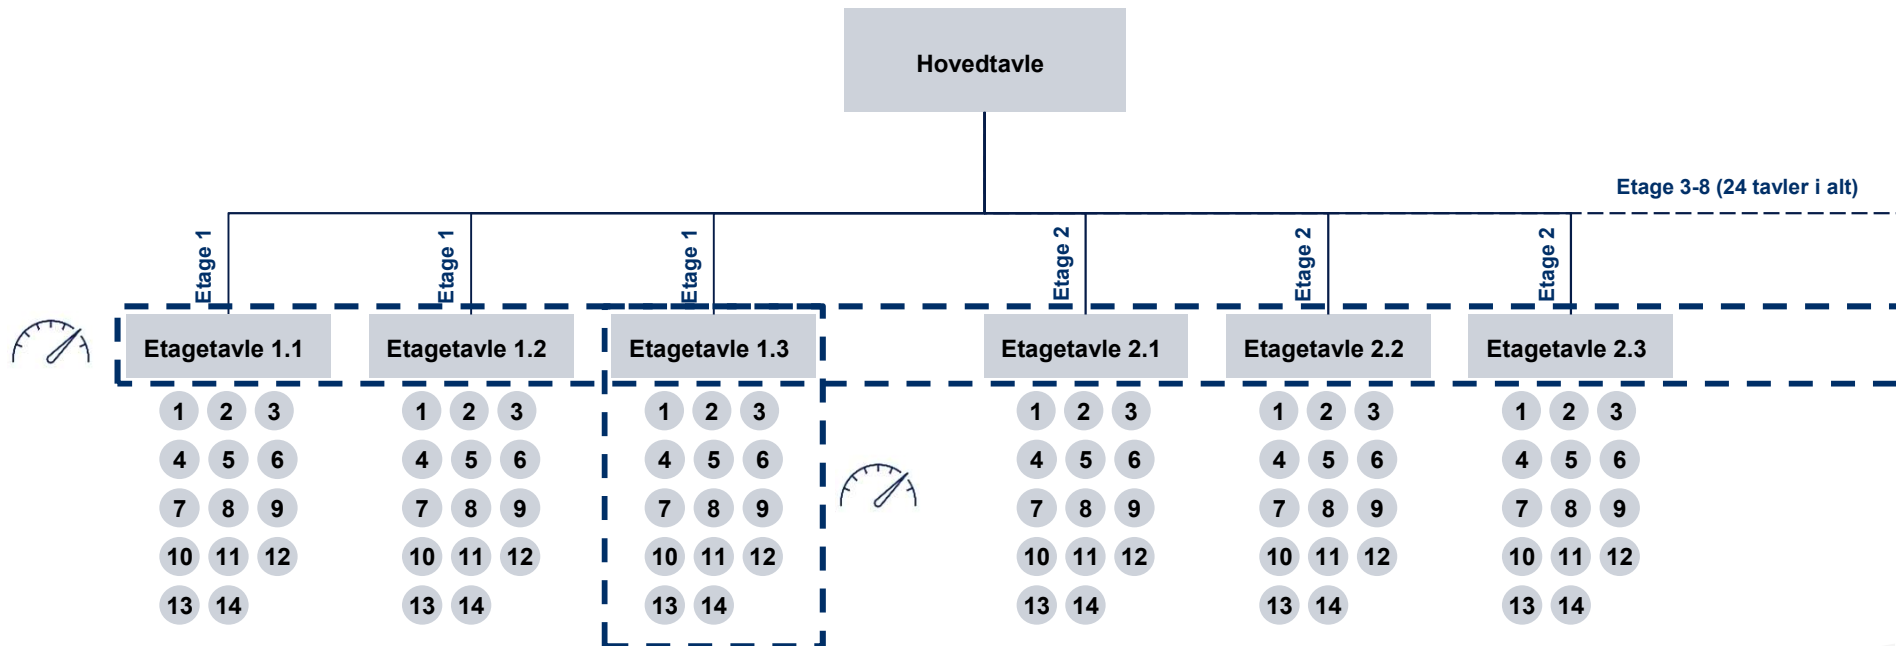 Hovedtavle
Etage 3-8 (24 tavler i alt)
Etage 1
Etage 1
Etage 1
Etage 2
Etage 2
Etage 2
Etagetavle 1.1
Etagetavle 1.2
Etagetavle 1.3
Etagetavle 2.1
Etagetavle 2.2
Etagetavle 2.3
1 2 3
4 5 6
7 8 9
10 11 12
13 14
1 2 3
4 5 6
7 8 9
10 11 12
13 14
1 2 3
4 5 6
7 8 9
10 11 12
13 14
1 2 3
4 5 6
7 8 9
10 11 12
13 14
1 2 3
4 5 6
7 8 9
10 11 12
13 14
1 2 3
4 5 6
7 8 9
10 11 12
13 14